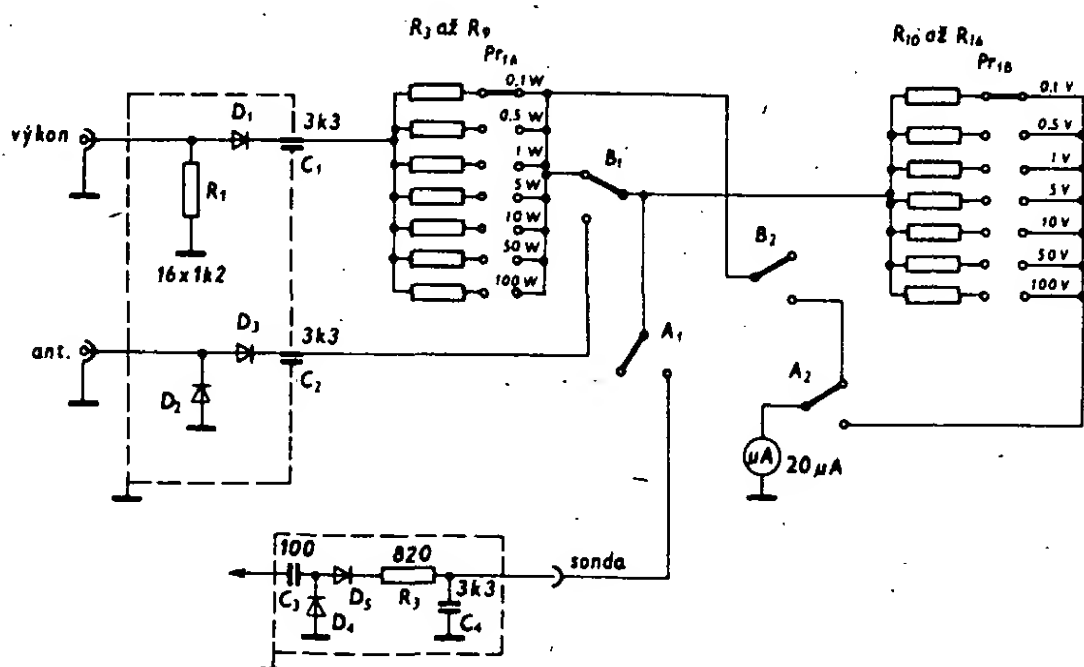 R3 až R9
Pr1A
0,1 W
0,5 W
1 W
5 W
10 W
50 W
100 W
R10 až R16
Pr1B
0,1 V
0,5 V
1 V
5 V
10 V
50 V
100 V
výkon
D1
3k3
C1
R1
16x1k2
B1
B2
ant.
D3
3k3
C2
D2
A1
A2
µA
20 µA
100
820
sonda
C3
D5
R3
3k3
D4
C4